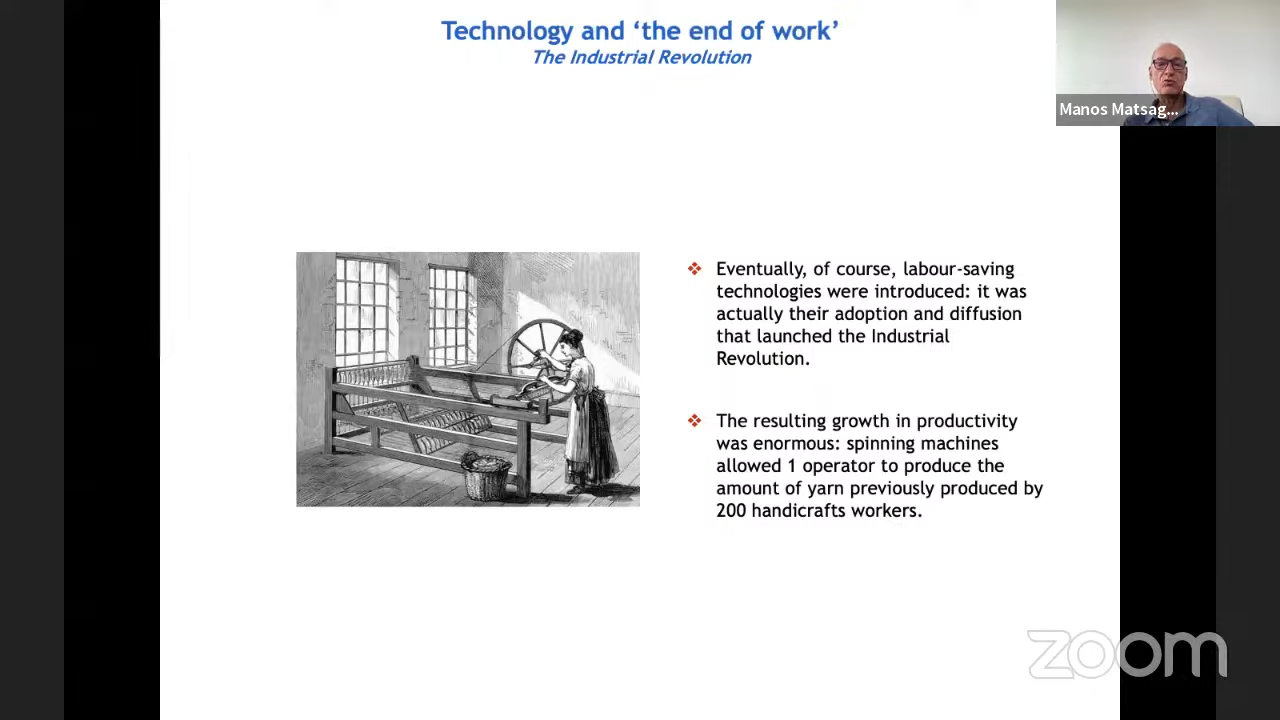 Technology and ‘the end of work’
The Industrial Revolution
Manos Matsag...
❖ Eventually, of course, labour-saving
technologies were introduced: it was
actually their adoption and diffusion
that launched the Industrial
Revolution.
❖ The resulting growth in productivity
was enormous: spinning machines
allowed 1 operator to produce the
amount of yarn previously produced by
200 handicrafts workers.
zoom